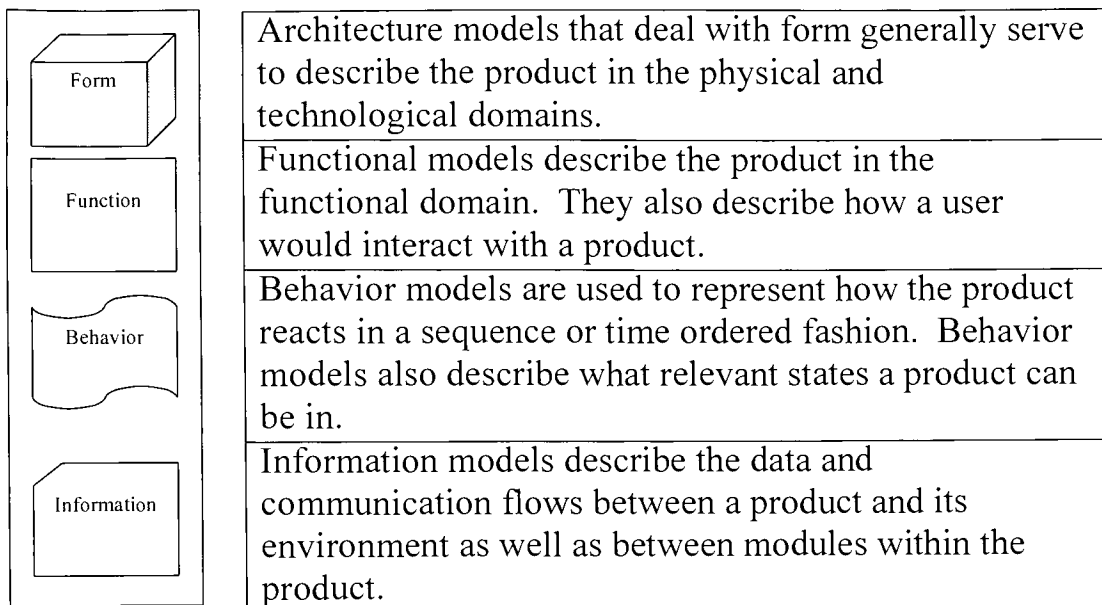 Form
Architecture models that deal with form generally serve
to describe the product in the physical and
technological domains.
Function
Functional models describe the product in the
functional domain.  They also describe how a user
would interact with a product.
Behavior
Behavior models are used to represent how the product
reacts in a sequence or time ordered fashion.  Behavior
models also describe what relevant states a product can
be in.
Information
Information models describe the data and
communication flows between a product and its
environment as well as between modules within the
product.